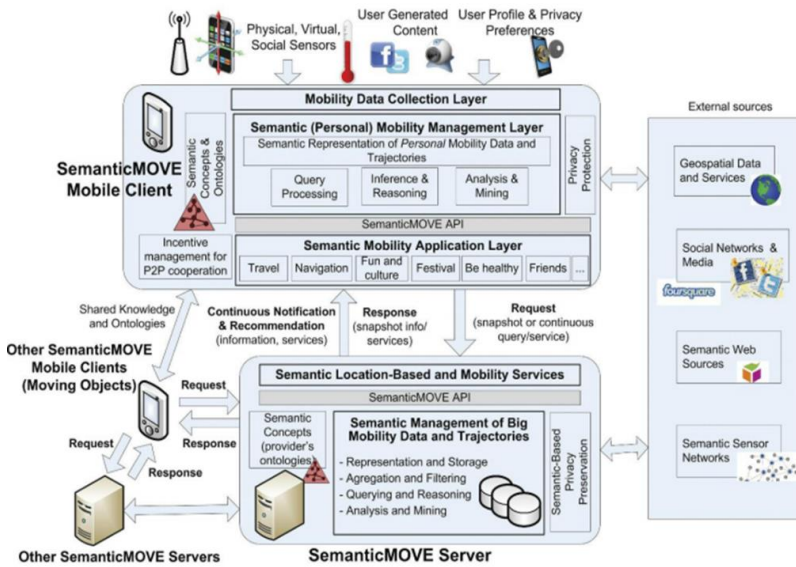 Physical, Virtual,
Social Sensors
User Generated
Content
User Profile & Privacy
Preferences
Mobility Data Collection Layer
SemanticMOVE
Mobile Client
Semantic
Concepts &
Ontologies
Semantic (Personal) Mobility Management Layer
Semantic Representation of Personal Mobility Data and
Trajectories
Query
Processing
Inference &
Reasoning
Analysis &
Mining
Privacy
Protection
SemanticMOVE API
Incentive
management for
P2P cooperation
Semantic Mobility Application Layer
Travel
Navigation
Fun and
culture
Festival
Be healthy
Friends
...
External sources
Geospatial Data
and Services
Social Networks &
Media
foursquare
Semantic Web
Sources
Semantic Sensor
Networks
Shared Knowledge
and Ontologies
Continuous Notification
& Recommendation
(information, services)
Response
(snapshot info/
services)
Request
(snapshot or continuous
query/service)
Other SemanticMOVE
Mobile Clients
(Moving Objects)
Request
Response
Request
Response
Semantic Location-Based and Mobility Services
SemanticMOVE API
Semantic
Concepts
(provider's
ontologies)
Semantic Management of Big
Mobility Data and Trajectories
- Representation and Storage
- Agregation and Filtering
- Querying and Reasoning
- Analysis and Mining
Semantic-Based
Privacy
Preservation
Other SemanticMOVE Servers
SemanticMOVE Server